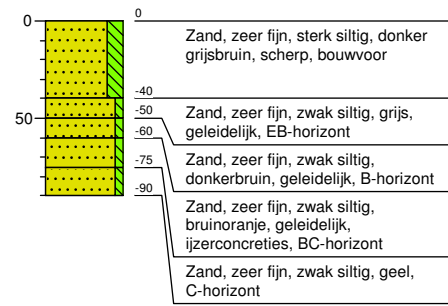 0
0
Zand, zeer fijn, sterk siltig, donker
grijsbruin, scherp, bouwvoor
-40
Zand, zeer fijn, zwak siltig, grijs,
geleidelijk, EB-horizont
50
-50
Zand, zeer fijn, zwak siltig,
donkerbruin, geleidelijk, B-horizont
-60
Zand, zeer fijn, zwak siltig,
bruinoranje, geleidelijk,
ijzerconcreties, BC-horizont
-75
Zand, zeer fijn, zwak siltig, geel,
C-horizont
-90